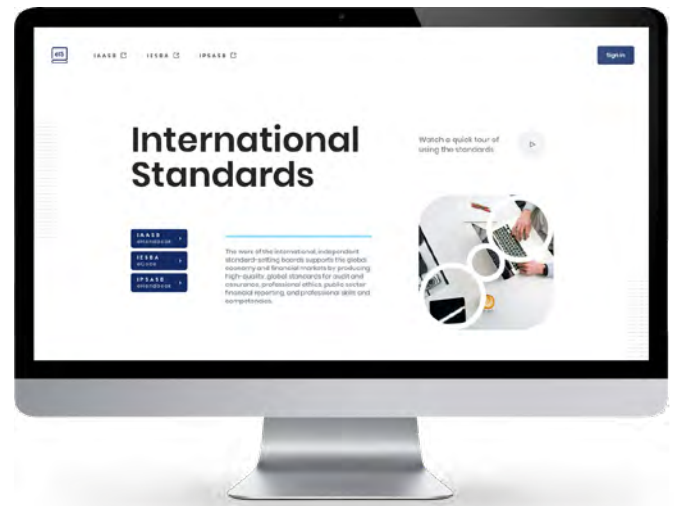 eIS
IAASB
IESBA
IPSASB
Sign in
International
Standards
Watch a quick tour of
using the standards
IAASB
IESBA
IPSASB
The work of the international, independent
standard-setting boards supports the global
economy and financial markets by producing
high-quality, global standards for audit and
assurance, professional ethics, public sector
financial reporting, and professional skills and
competencies.